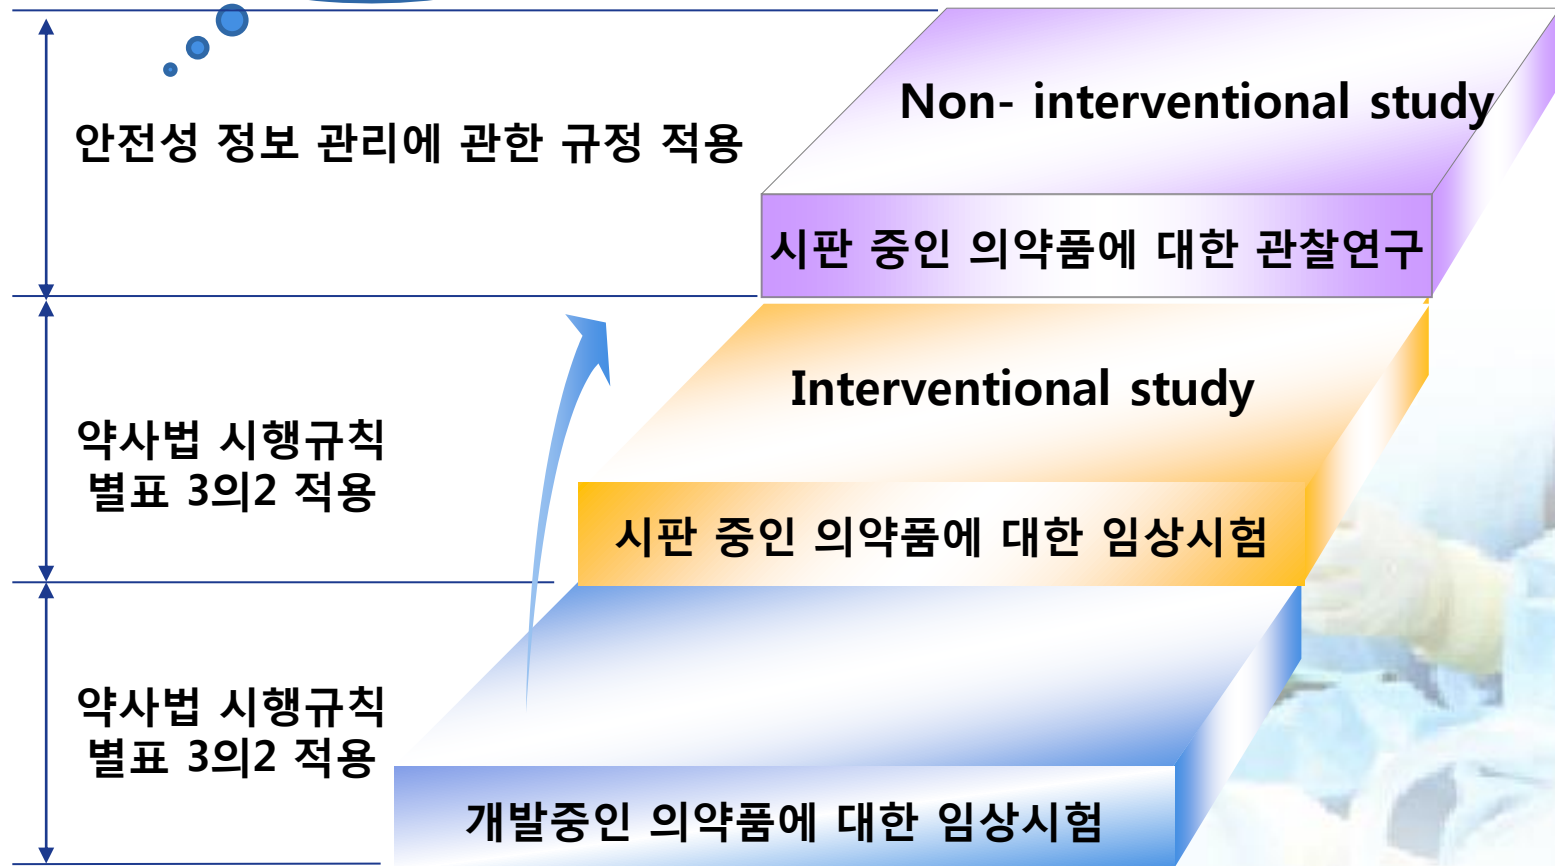 Non- interventional study
안전성 정보 관리에 관한 규정 적용
시판 중인 의약품에 대한 관찰연구
Interventional study
약사법 시행규칙
별표 3의2 적용
시판 중인 의약품에 대한 임상시험
약사법 시행규칙
별표 3의2 적용
개발중인 의약품에 대한 임상시험